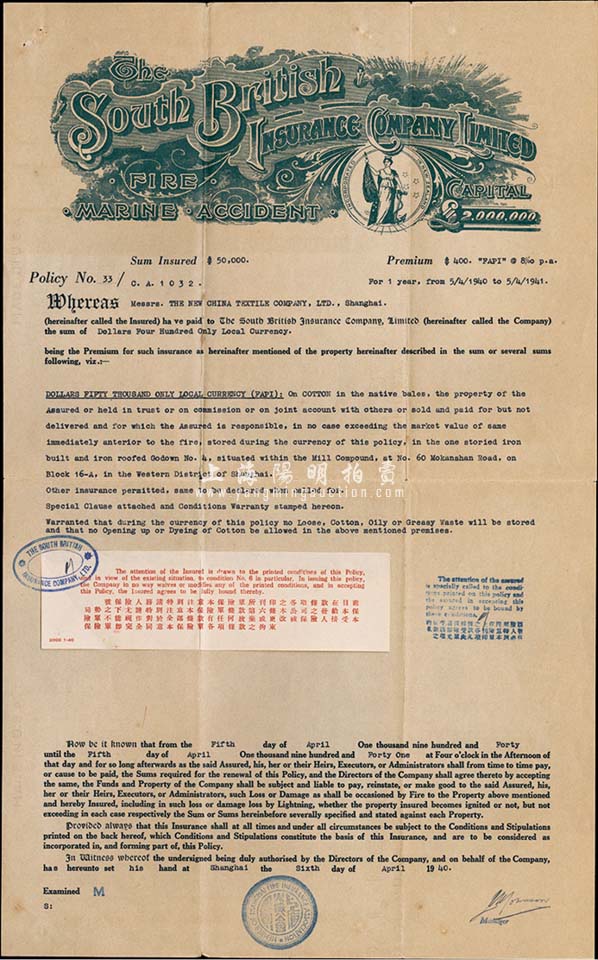 The
South British
Insurance Company Limited
FIRE
MARINE · ACCIDENT
CAPITAL
£2,000,000
Sum Insured $ 50,000.
Premium $ 400. "FAPI" @ 8%o p.a.
Policy No. 33 / C.A. 1032.
For 1 year, from 5/4/1940 to 5/4/1941.
Whereas Messrs. THE NEW CHINA TEXTILE COMPANY, LTD., Shanghai.
(hereinafter called the Insured) have paid to The South British Insurance Company, Limited (hereinafter called the Company)
the sum of Dollars Four Hundred Only Local Currency.
being the Premium for such insurance as hereinafter mentioned of the property hereinafter described in the sum or several sums
following, viz.:—
DOLLARS FIFTY THOUSAND ONLY LOCAL CURRENCY (FAPI): On COTTON in the native bales, the property of the
Assured or held in trust or on commission or on joint account with others or sold and paid for but not
delivered and for which the Assured is responsible, in no case exceeding the market value of same
immediately anterior to the fire, stored during the currency of this policy, in the one storied iron
built and iron roofed Godown No. 4, situated within the Mill Compound, at No. 60 Mokanshan Road, on
Block 16-A, in the Western District of Shanghai.
Other insurance permitted, same to be declared when called for.
Special Clause attached and Conditions Warranty stamped hereon.
Warranted that during the currency of this policy no Loose, Cotton, Oily or Greasy Waste will be stored
and that no Opening up or Dyeing of Cotton be allowed in the above mentioned premises.
上海陽明拍賣
THE SOUTH BRITISH
INSURANCE COMPANY, LTD.
The attention of the Insured is drawn to the printed conditions of this Policy,
and in view of the existing situation, to condition No. 6 in particular. In issuing this policy,
the Company in no way waives or modifies any of the printed conditions, and in accepting
this Policy, the Insured agrees to be fully bound thereby.
The attention of the assured
is specially called to the condi-
tions printed on this policy and
the assured in accepting this
policy agrees to be bound by
these conditions.
Now be it known that from the Fifth day of April One thousand nine hundred and Forty
until the Fifth day of April One thousand nine hundred and Forty One at Four o'clock in the Afternoon of
that day and for so long afterwards as the said Assured, his, her or their Heirs, Executors, or Administrators shall from time to time pay,
or cause to be paid, the Sums required for the renewal of this Policy, and the Directors of the Company shall agree thereto by accepting
the same, the Funds and Property of the Company shall be subject and liable to pay, reinstate, or make good to the said Assured, his,
her or their Heirs, Executors, or Administrators, such Loss or Damage as shall be occasioned by Fire to the Property above mentioned
and hereby Insured, including in such loss or damage loss by Lightning, whether the property insured becomes ignited or not, but not
exceeding in each case respectively the Sum or Sums hereinbefore severally specified and stated against each Property.
Provided always that this Insurance shall at all times and under all circumstances be subject to the Conditions and Stipulations
printed on the back hereof, which Conditions and Stipulations constitute the basis of this Insurance, and are to be considered as
incorporated in, and forming part of, this Policy.
In Witness whereof the undersigned being duly authorised by the Directors of the Company, and on behalf of the Company,
has hereunto set his hand at Shanghai the Sixth day of April 1940.
Examined M
S:
Manager